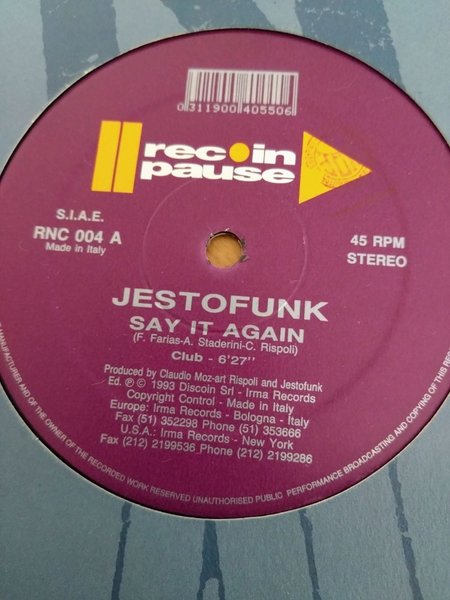 0311900 405506
rec•in
pause
S.I.A.E.
RNC 004 A
Made in Italy
45 RPM
STEREO
JESTOFUNK
SAY IT AGAIN
(F. Farias-A. Staderini-C. Rispoli)
Club - 6'27"
Produced by Claudio Moz-art Rispoli and Jestofunk
Ed. ℗ © 1993 Discoin Srl - Irma Records
Copyright Control - Made in Italy
Europe: Irma Records - Bologna - Italy
Fax (51) 352298 Phone (51) 353666
U.S.A.: Irma Records - New York
Fax (212) 2199536 Phone (212) 2199286
MANUFACTURER AND OF THE OWNER OF THE RECORDED WORK RESERVED UNAUTHORISED PUBLIC PERFORMANCE BROADCASTING AND COPYING OF THIS